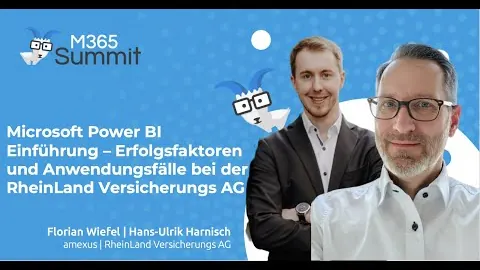 M365
Summit
Microsoft Power BI
Einführung – Erfolgsfaktoren
und Anwendungsfälle bei der
RheinLand Versicherungs AG
Florian Wiefel | Hans-Ulrik Harnisch
amexus | RheinLand Versicherungs AG